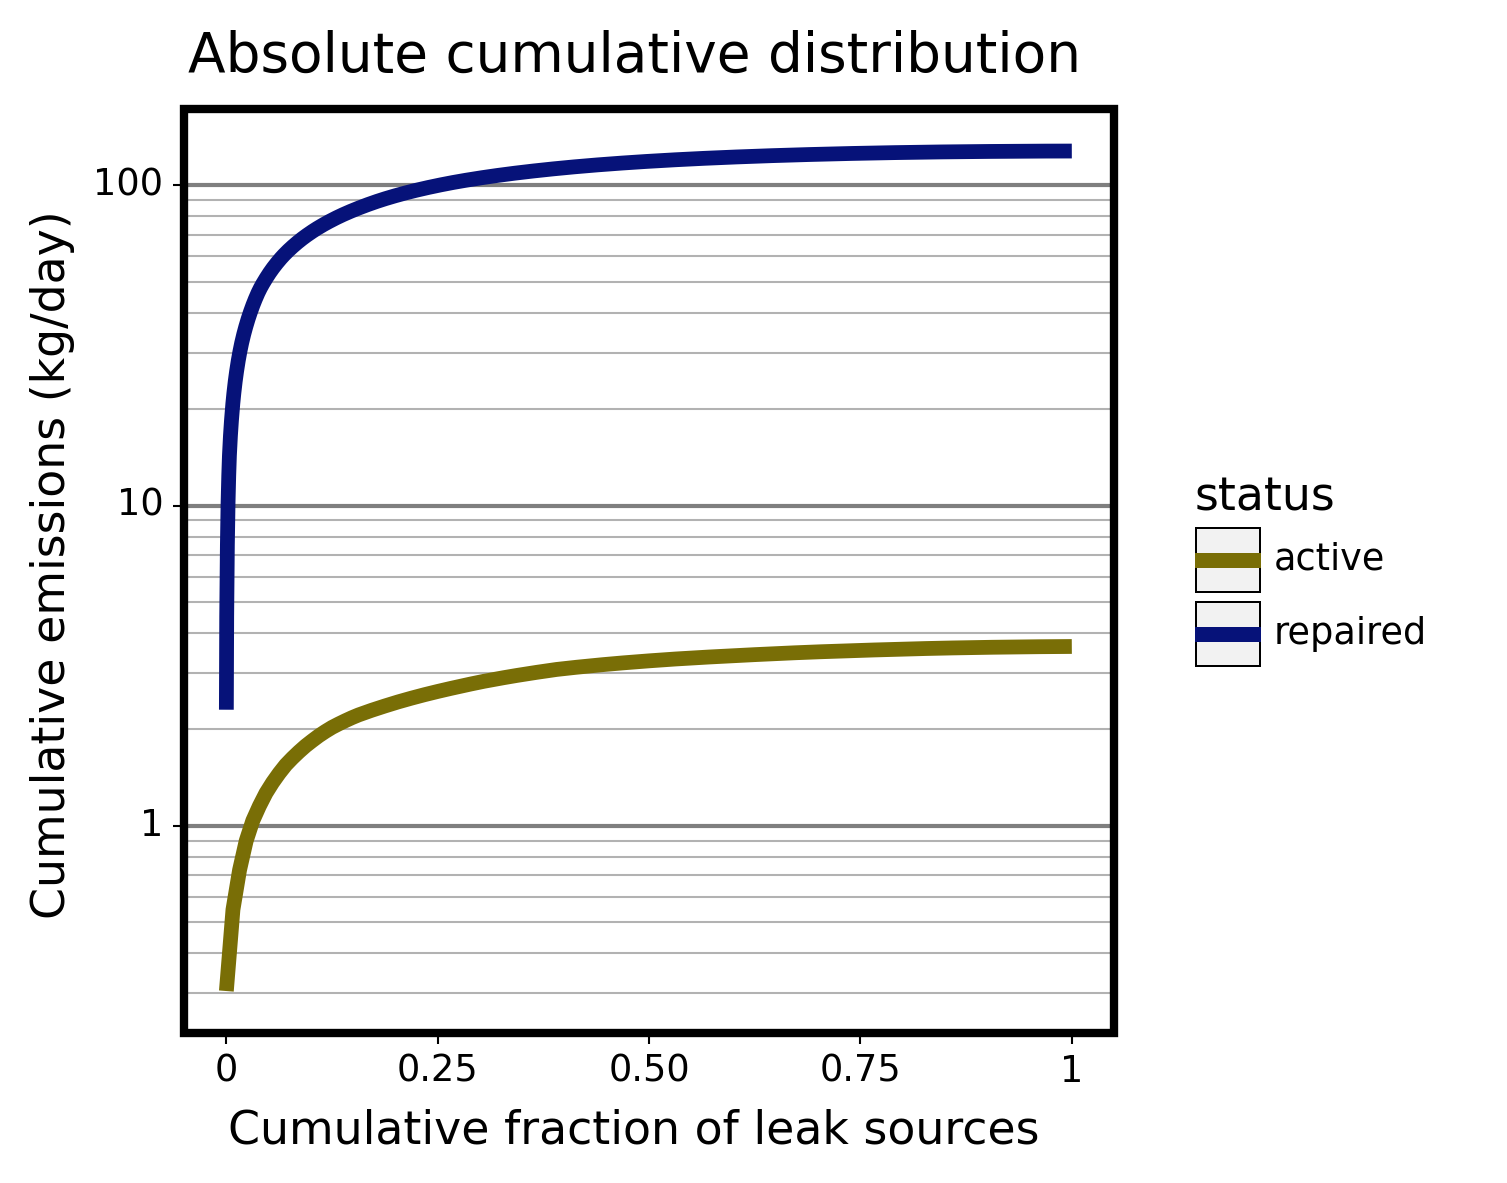 Absolute cumulative distribution
Cumulative emissions (kg/day)
100
10
1
0
0.25
0.50
0.75
1
Cumulative fraction of leak sources
status
active
repaired